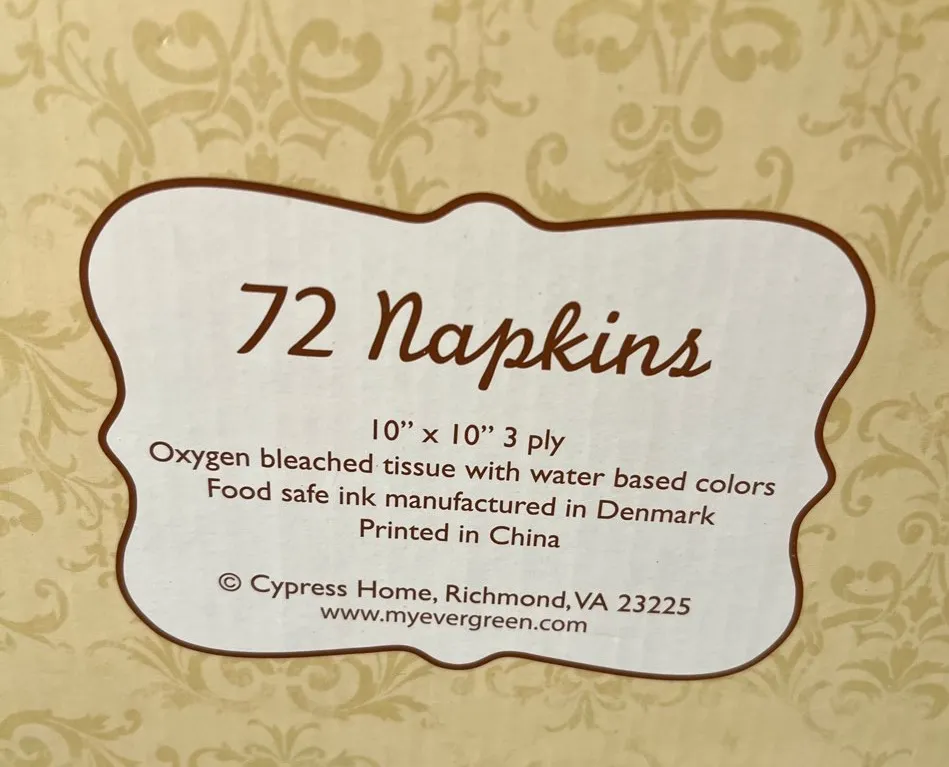 72 Napkins
10” x 10” 3 ply
Oxygen bleached tissue with water based colors
Food safe ink manufactured in Denmark
Printed in China
© Cypress Home, Richmond, VA 23225
www.myevergreen.com